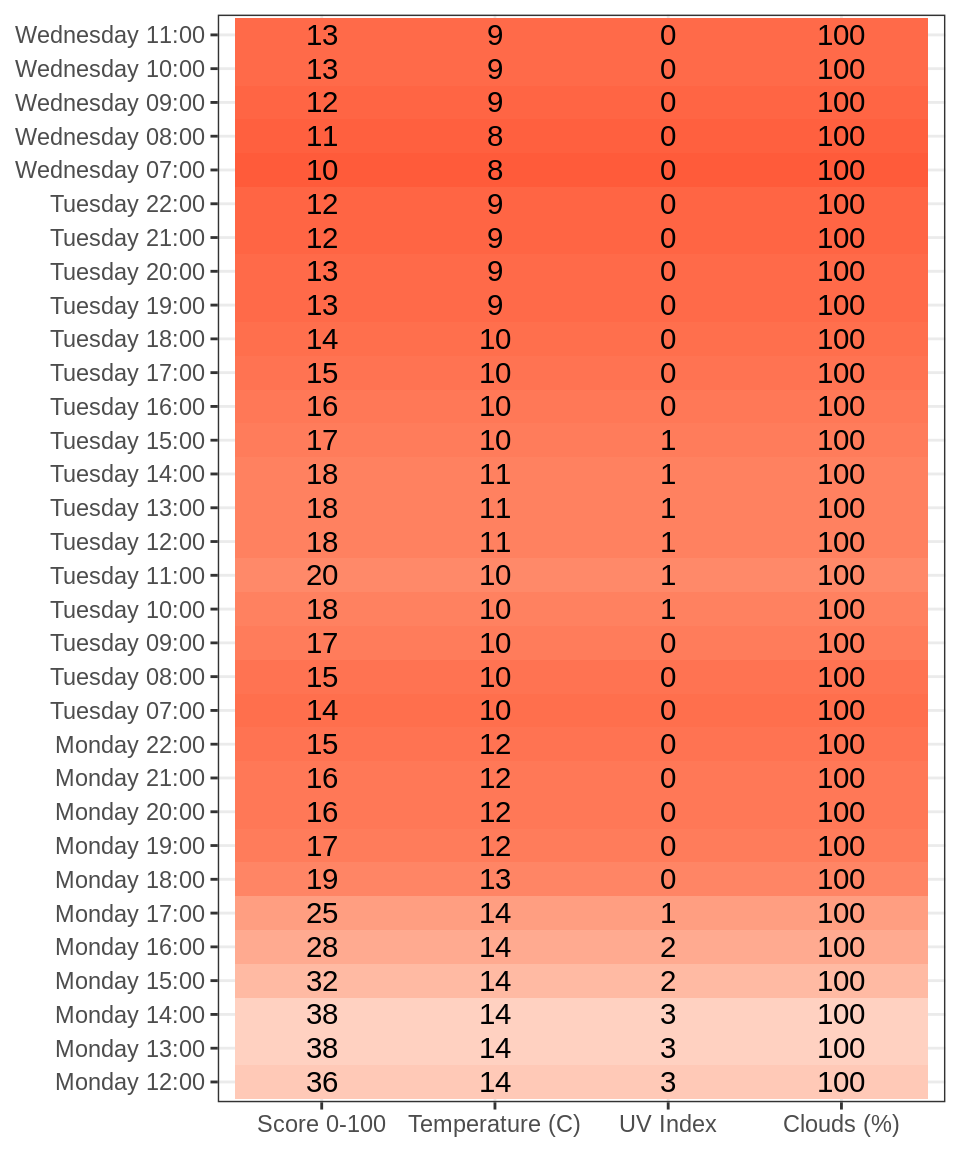 Wednesday 11:00 13 9 0 100
Wednesday 10:00 13 9 0 100
Wednesday 09:00 12 9 0 100
Wednesday 08:00 11 8 0 100
Wednesday 07:00 10 8 0 100
Tuesday 22:00 12 9 0 100
Tuesday 21:00 12 9 0 100
Tuesday 20:00 13 9 0 100
Tuesday 19:00 13 9 0 100
Tuesday 18:00 14 10 0 100
Tuesday 17:00 15 10 0 100
Tuesday 16:00 16 10 0 100
Tuesday 15:00 17 10 1 100
Tuesday 14:00 18 11 1 100
Tuesday 13:00 18 11 1 100
Tuesday 12:00 18 11 1 100
Tuesday 11:00 20 10 1 100
Tuesday 10:00 18 10 1 100
Tuesday 09:00 17 10 0 100
Tuesday 08:00 15 10 0 100
Tuesday 07:00 14 10 0 100
Monday 22:00 15 12 0 100
Monday 21:00 16 12 0 100
Monday 20:00 16 12 0 100
Monday 19:00 17 12 0 100
Monday 18:00 19 13 0 100
Monday 17:00 25 14 1 100
Monday 16:00 28 14 2 100
Monday 15:00 32 14 2 100
Monday 14:00 38 14 3 100
Monday 13:00 38 14 3 100
Monday 12:00 36 14 3 100
Score 0-100 Temperature (C) UV Index Clouds (%)